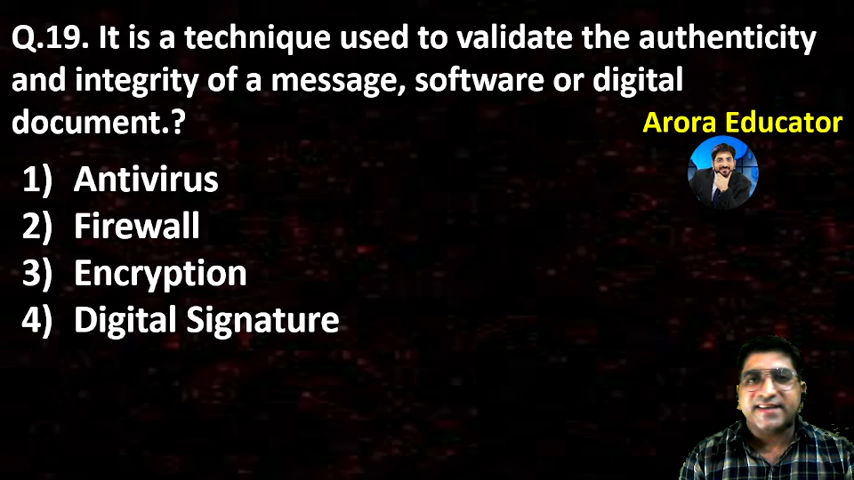 Q.19. It is a technique used to validate the authenticity
and integrity of a message, software or digital
document.?
Arora Educator
1) Antivirus
2) Firewall
3) Encryption
4) Digital Signature